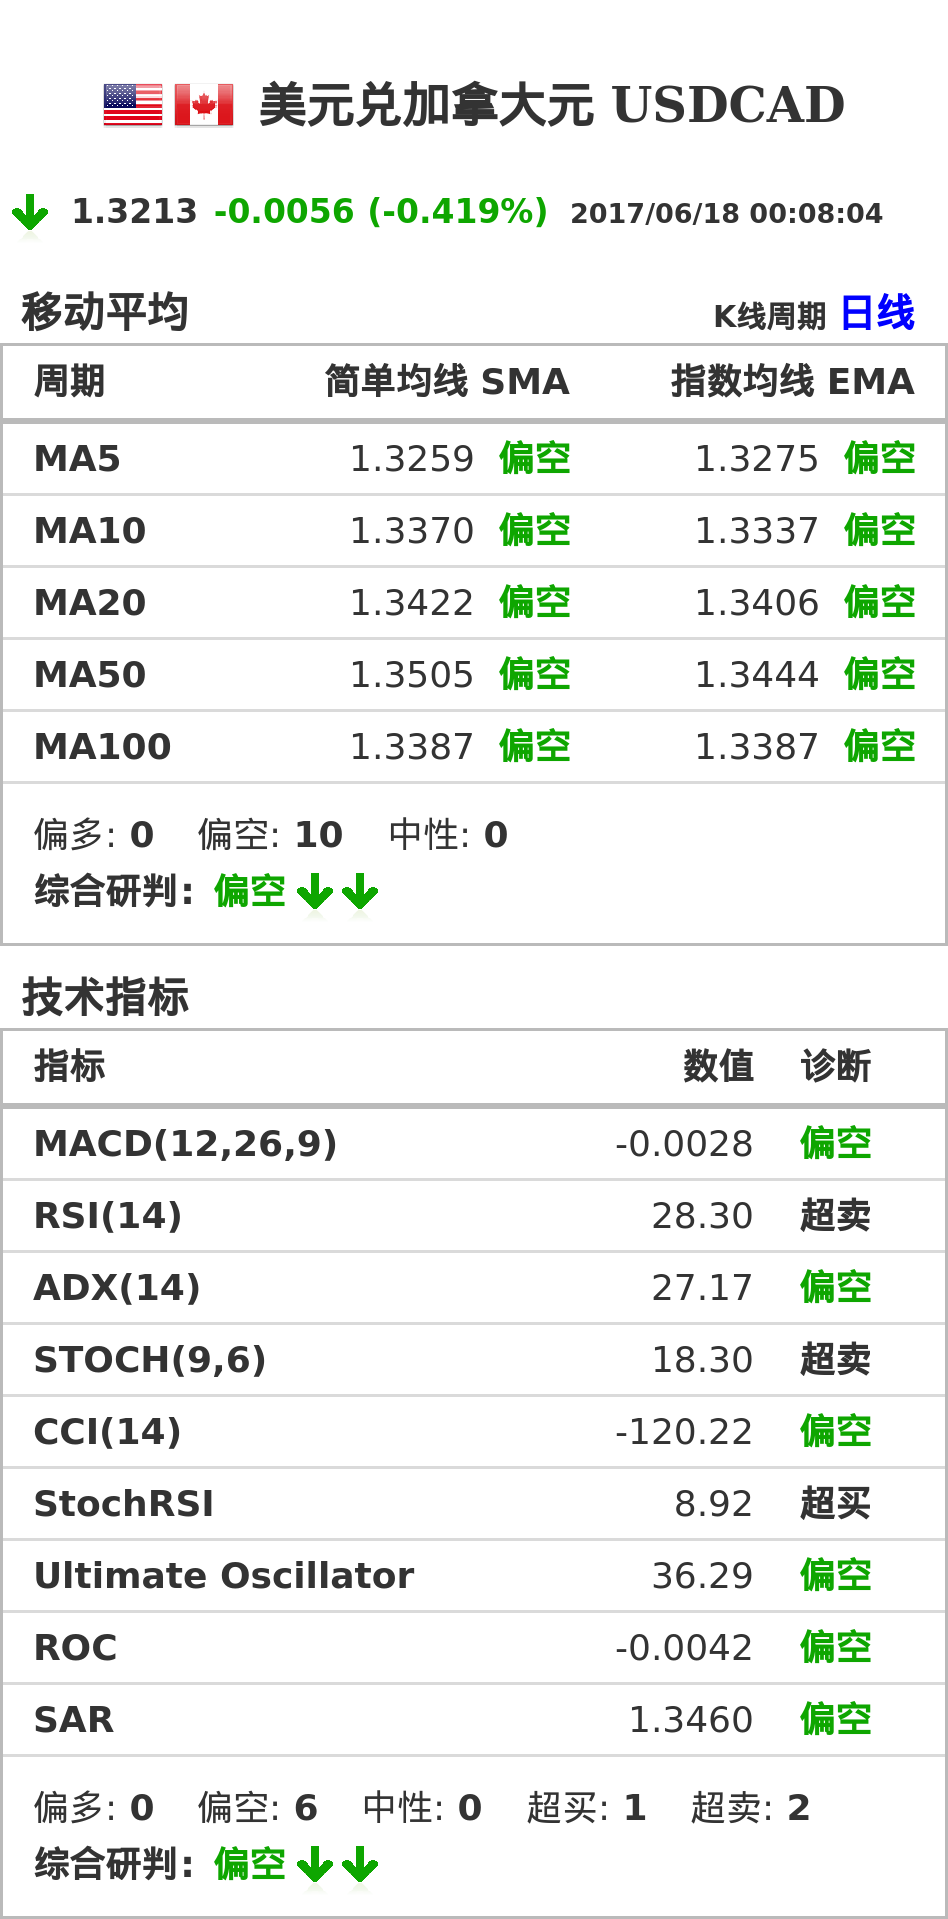 美元兑加拿大元 USDCAD
1.3213 -0.0056 (-0.419%) 2017/06/18 00:08:04
移动平均 K线周期 日线
周期 简单均线 SMA 指数均线 EMA
MA5 1.3259 偏空 1.3275 偏空
MA10 1.3370 偏空 1.3337 偏空
MA20 1.3422 偏空 1.3406 偏空
MA50 1.3505 偏空 1.3444 偏空
MA100 1.3387 偏空 1.3387 偏空
偏多: 0 偏空: 10 中性: 0
综合研判: 偏空
技术指标
指标 数值 诊断
MACD(12,26,9) -0.0028 偏空
RSI(14) 28.30 超卖
ADX(14) 27.17 偏空
STOCH(9,6) 18.30 超卖
CCI(14) -120.22 偏空
StochRSI 8.92 超买
Ultimate Oscillator 36.29 偏空
ROC -0.0042 偏空
SAR 1.3460 偏空
偏多: 0 偏空: 6 中性: 0 超买: 1 超卖: 2
综合研判: 偏空